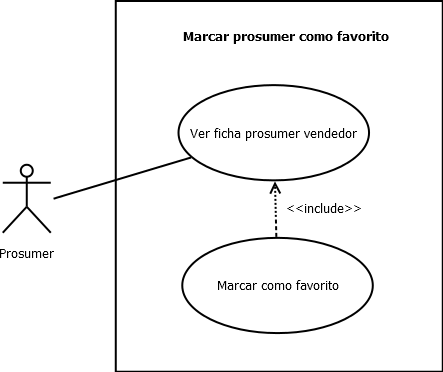 Marcar prosumer como favorito
Ver ficha prosumer vendedor
<<include>>
Prosumer
Marcar como favorito